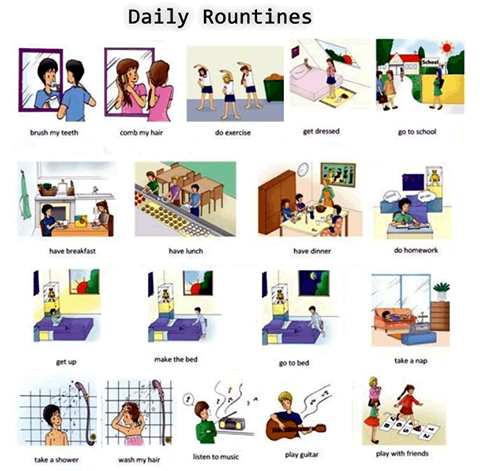 Daily Rountines
School
brush my teeth
comb my hair
do exercise
get dressed
go to school
have breakfast
have lunch
have dinner
do homework
get up
make the bed
go to bed
take a nap
take a shower
wash my hair
listen to music
play guitar
play with friends